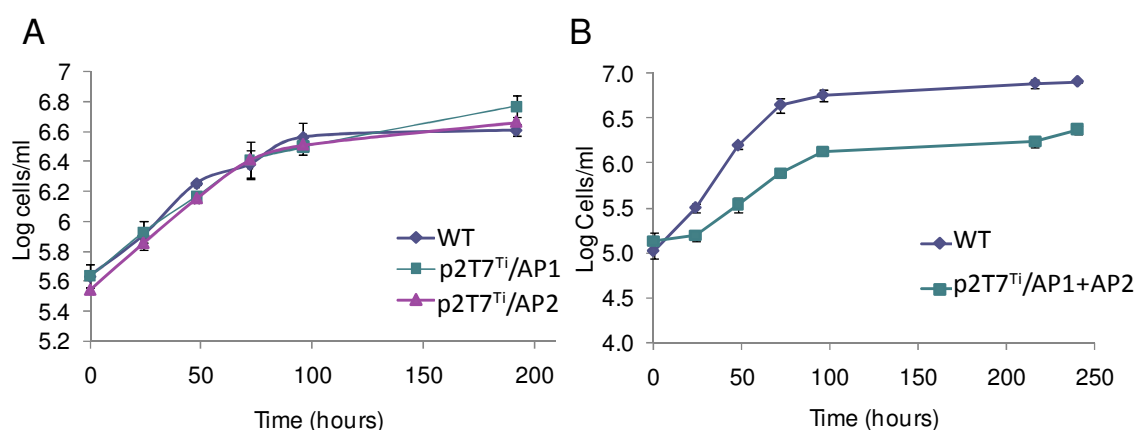 A
Log cells/ml
7
6.8
6.6
6.4
6.2
6
5.8
5.6
5.4
5.2
0
50
100
150
200
Time (hours)
WT
p2T7Ti/AP1
p2T7Ti/AP2
B
Log Cells/ml
7.0
6.5
6.0
5.5
5.0
4.5
4.0
0
50
100
150
200
250
Time (hours)
WT
p2T7Ti/AP1+AP2